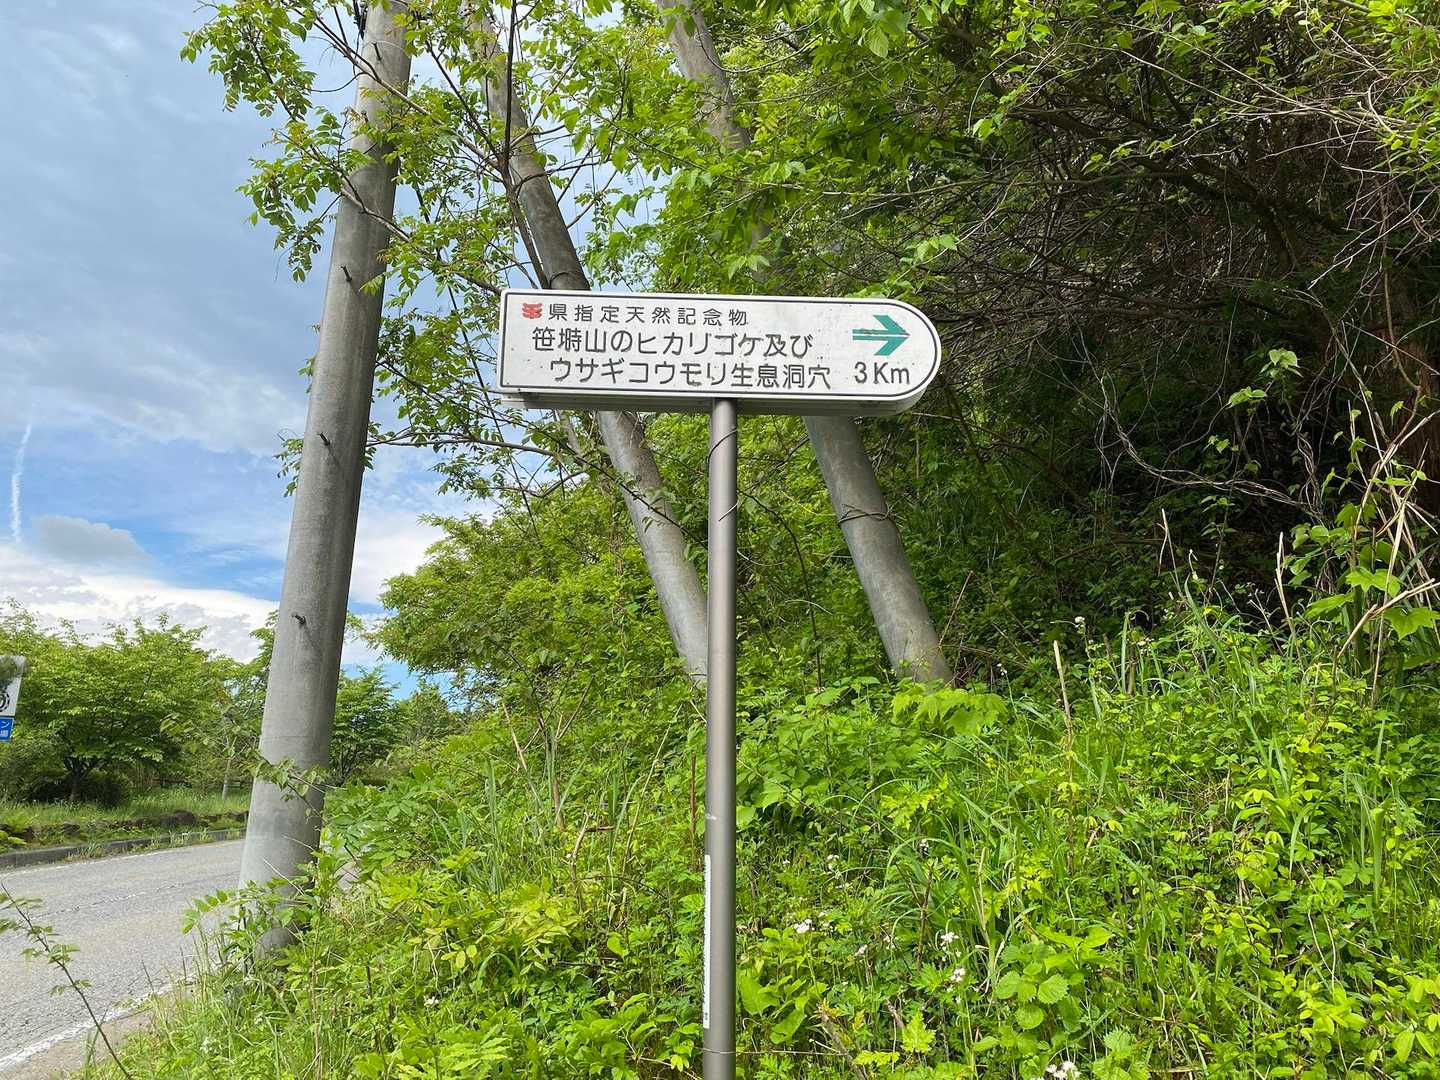 県指定天然記念物
笹塒山のヒカリゴケ及び
ウサギコウモリ生息洞穴 3Km